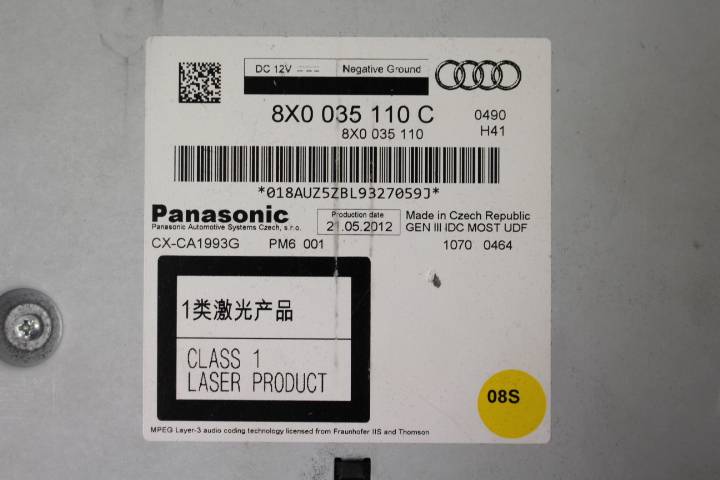 DC 12V Negative Ground
8X0 035 110 C 0490
8X0 035 110 H41
*018AUZ5ZBL9327059J*
Panasonic Production date Made in Czech Republic
Panasonic Automotive Systems Czech, s.r.o. 21.05.2012 GEN III iDC MOST UDF
CX-CA1993G PM6 001 1070 0464
1类激光产品
CLASS 1
LASER PRODUCT
08S
MPEG Layer-3 audio coding technology licensed from Fraunhofer IIS and Thomson